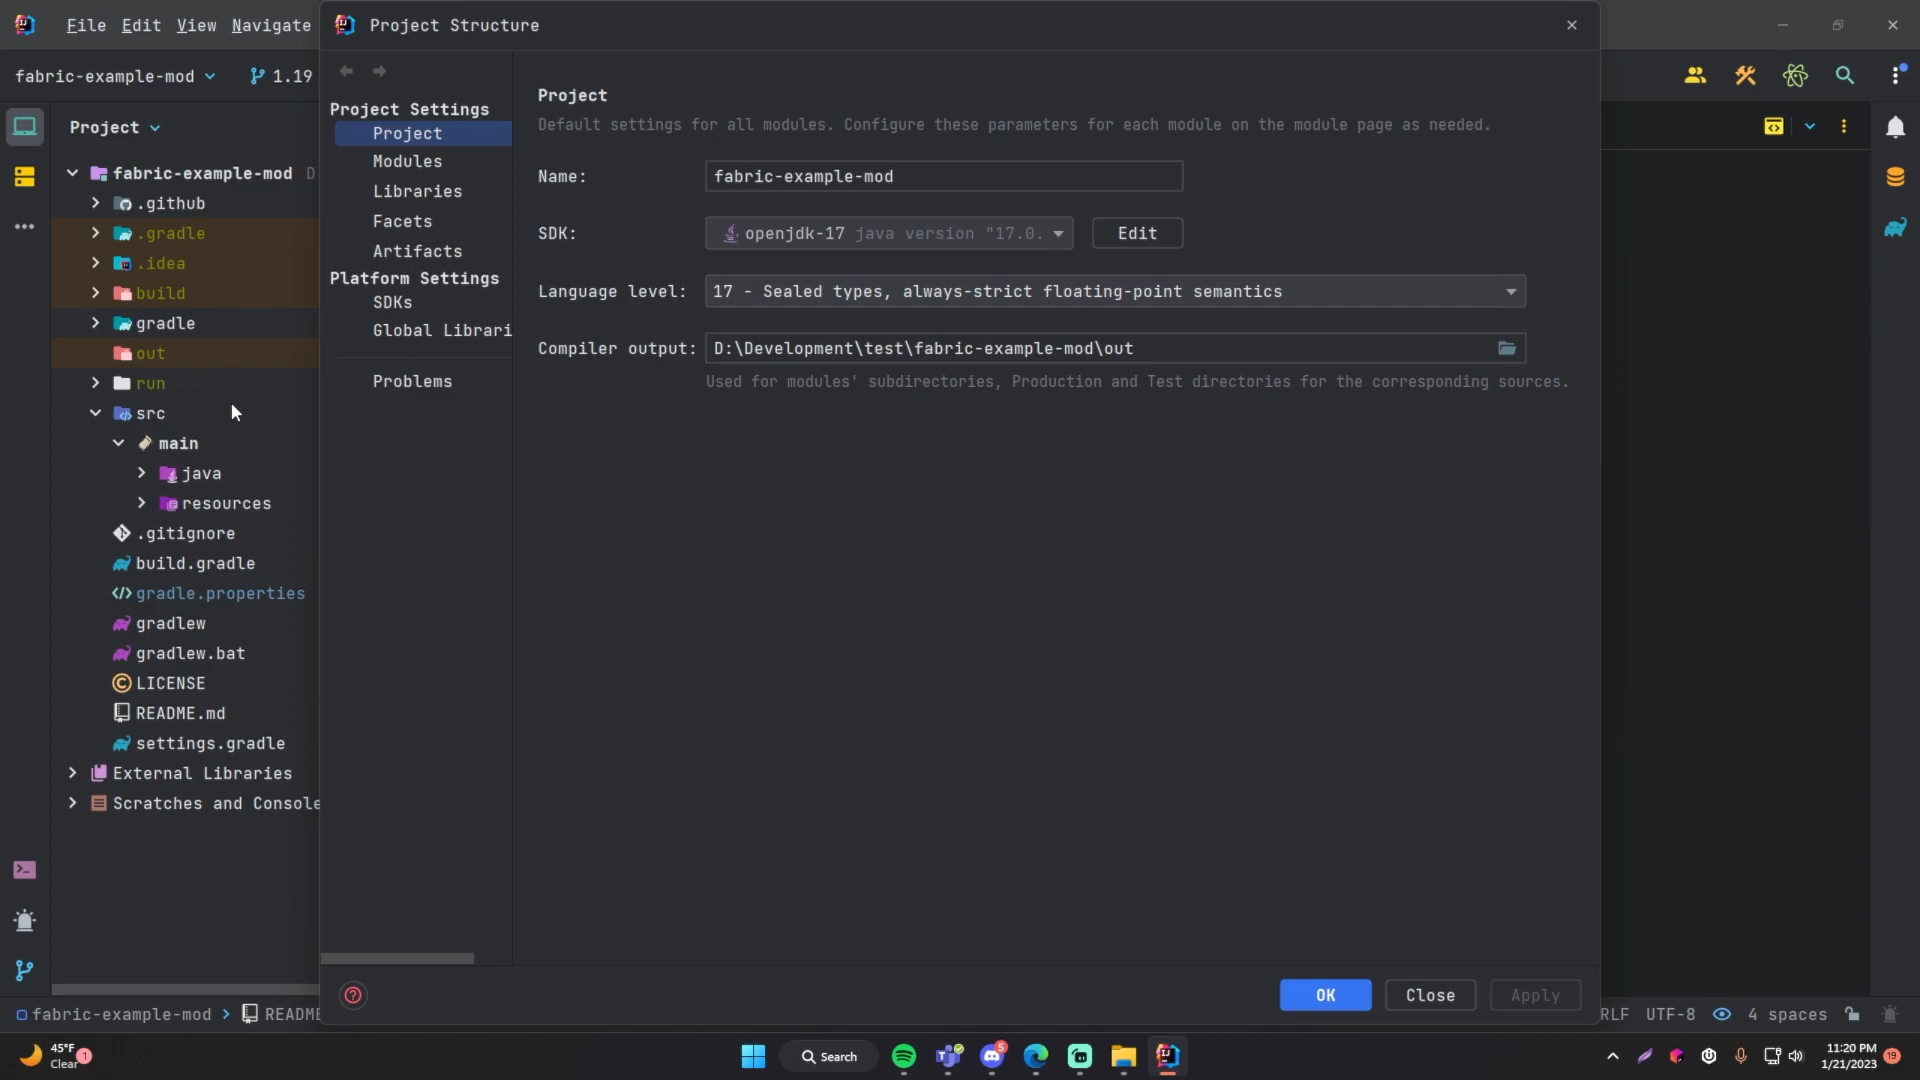 File Edit View Navigate
Project Structure
fabric-example-mod
1.19
Project
fabric-example-mod
.github
.gradle
.idea
build
gradle
out
run
src
main
java
resources
.gitignore
build.gradle
gradle.properties
gradlew
gradlew.bat
LICENSE
README.md
settings.gradle
External Libraries
Scratches and Console
Project Settings
Project
Modules
Libraries
Facets
Artifacts
Platform Settings
SDKs
Global Librari
Problems
Project
Default settings for all modules. Configure these parameters for each module on the module page as needed.
Name: fabric-example-mod
SDK: openjdk-17 java version "17.0. Edit
Language level: 17 - Sealed types, always-strict floating-point semantics
Compiler output: D:\Development\test\fabric-example-mod\out
Used for modules' subdirectories, Production and Test directories for the corresponding sources.
OK Close Apply
fabric-example-mod > README
RLF UTF-8 4 spaces
45°F
Clear
1
Search
5
11:20 PM
1/21/2023
19